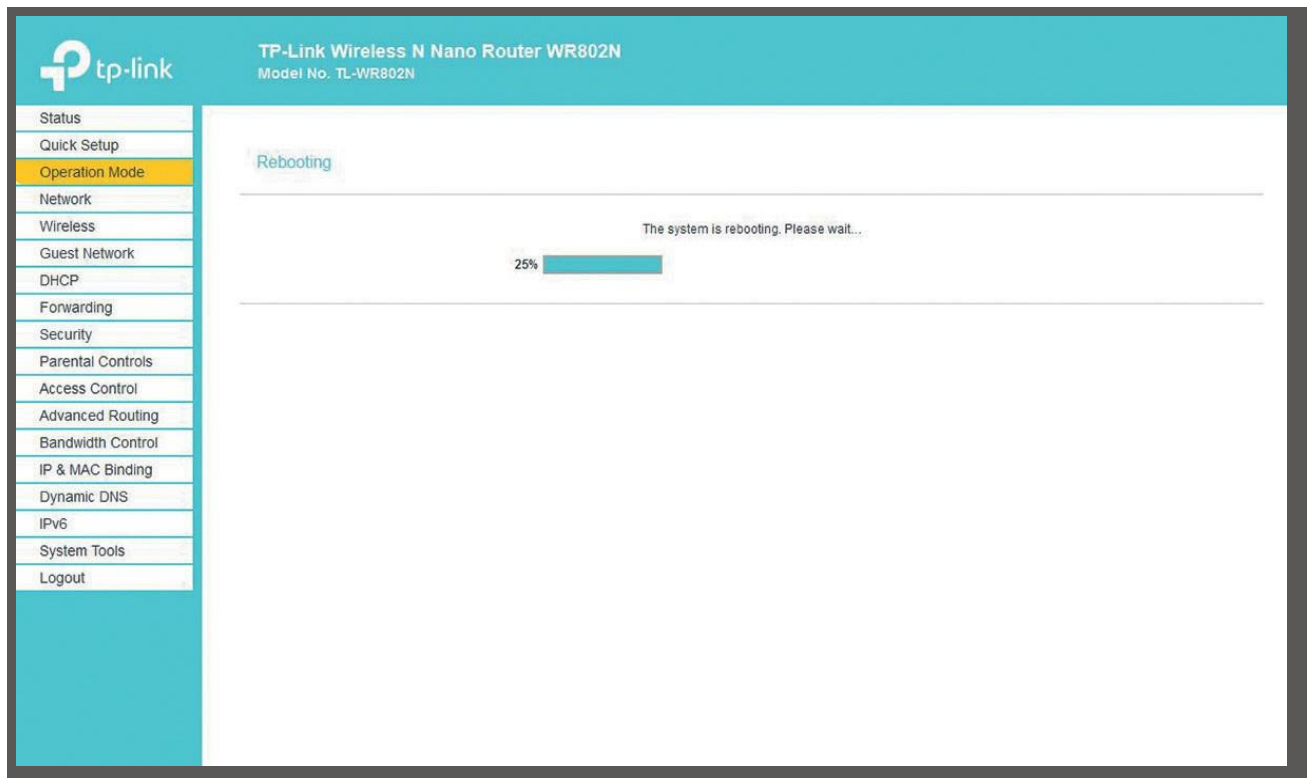 tp-link
TP-Link Wireless N Nano Router WR802N
Model No. TL-WR802N
Status
Quick Setup
Operation Mode
Network
Wireless
Guest Network
DHCP
Forwarding
Security
Parental Controls
Access Control
Advanced Routing
Bandwidth Control
IP & MAC Binding
Dynamic DNS
IPv6
System Tools
Logout
Rebooting
The system is rebooting. Please wait...
25%